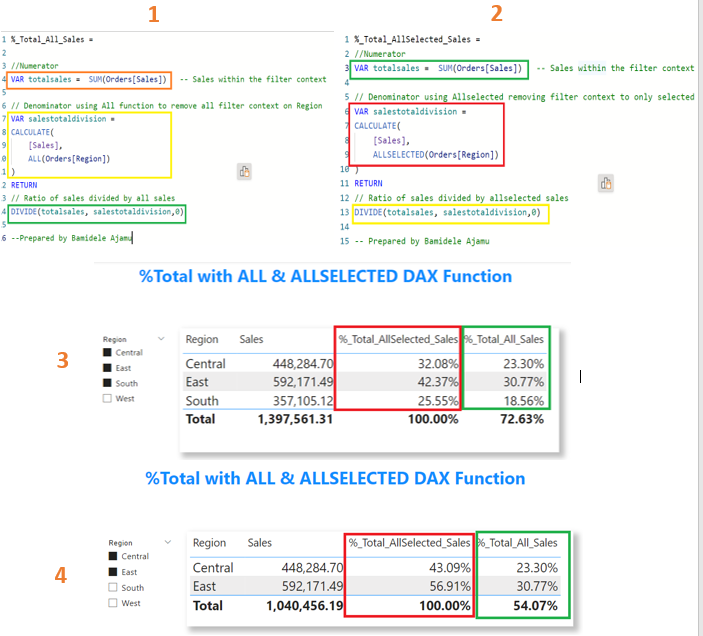 1
1 %_Total_All_Sales =
2
3 //Numerator
4 VAR totalsales = SUM(Orders[Sales]) -- Sales within the filter context
5
6 // Denominator using All function to remove all filter context on Region
7 VAR salestotaldivision =
8 CALCULATE(
9 [Sales],
0 ALL(Orders[Region])
1 )
2 RETURN
3 // Ratio of sales divided by all sales
4 DIVIDE(totalsales, salestotaldivision,0)
5
6 --Prepared by Bamidele Ajamu
2
1 %_Total_AllSelected_Sales =
2 //Numerator
3 VAR totalsales = SUM(Orders[Sales]) -- Sales within the filter context
4
5 // Denominator using Allselected removing filter context to only selected
6 VAR salestotaldivision =
7 CALCULATE(
8 [Sales],
9 ALLSELECTED(Orders[Region])
10 )
11 RETURN
12 // Ratio of sales divided by allselected sales
13 DIVIDE(totalsales, salestotaldivision,0)
14
15 -- Prepared by Bamidele Ajamu
%Total with ALL & ALLSELECTED DAX Function
3
Region
Central
East
South
West
Region Sales %_Total_AllSelected_Sales %_Total_All_Sales
Central 448,284.70 32.08% 23.30%
East 592,171.49 42.37% 30.77%
South 357,105.12 25.55% 18.56%
Total 1,397,561.31 100.00% 72.63%
%Total with ALL & ALLSELECTED DAX Function
4
Region
Central
East
South
West
Region Sales %_Total_AllSelected_Sales %_Total_All_Sales
Central 448,284.70 43.09% 23.30%
East 592,171.49 56.91% 30.77%
Total 1,040,456.19 100.00% 54.07%